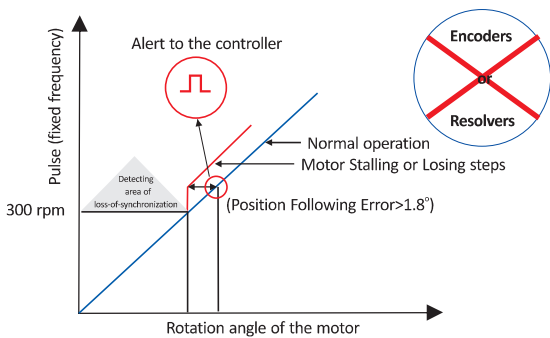 Alert to the controller
Encoders
or
Resolvers
Pulse (fixed frequency)
Normal operation
Motor Stalling or Losing steps
Detecting
area of
loss-of-synchronization
(Position Following Error>1.8°)
300 rpm
Rotation angle of the motor